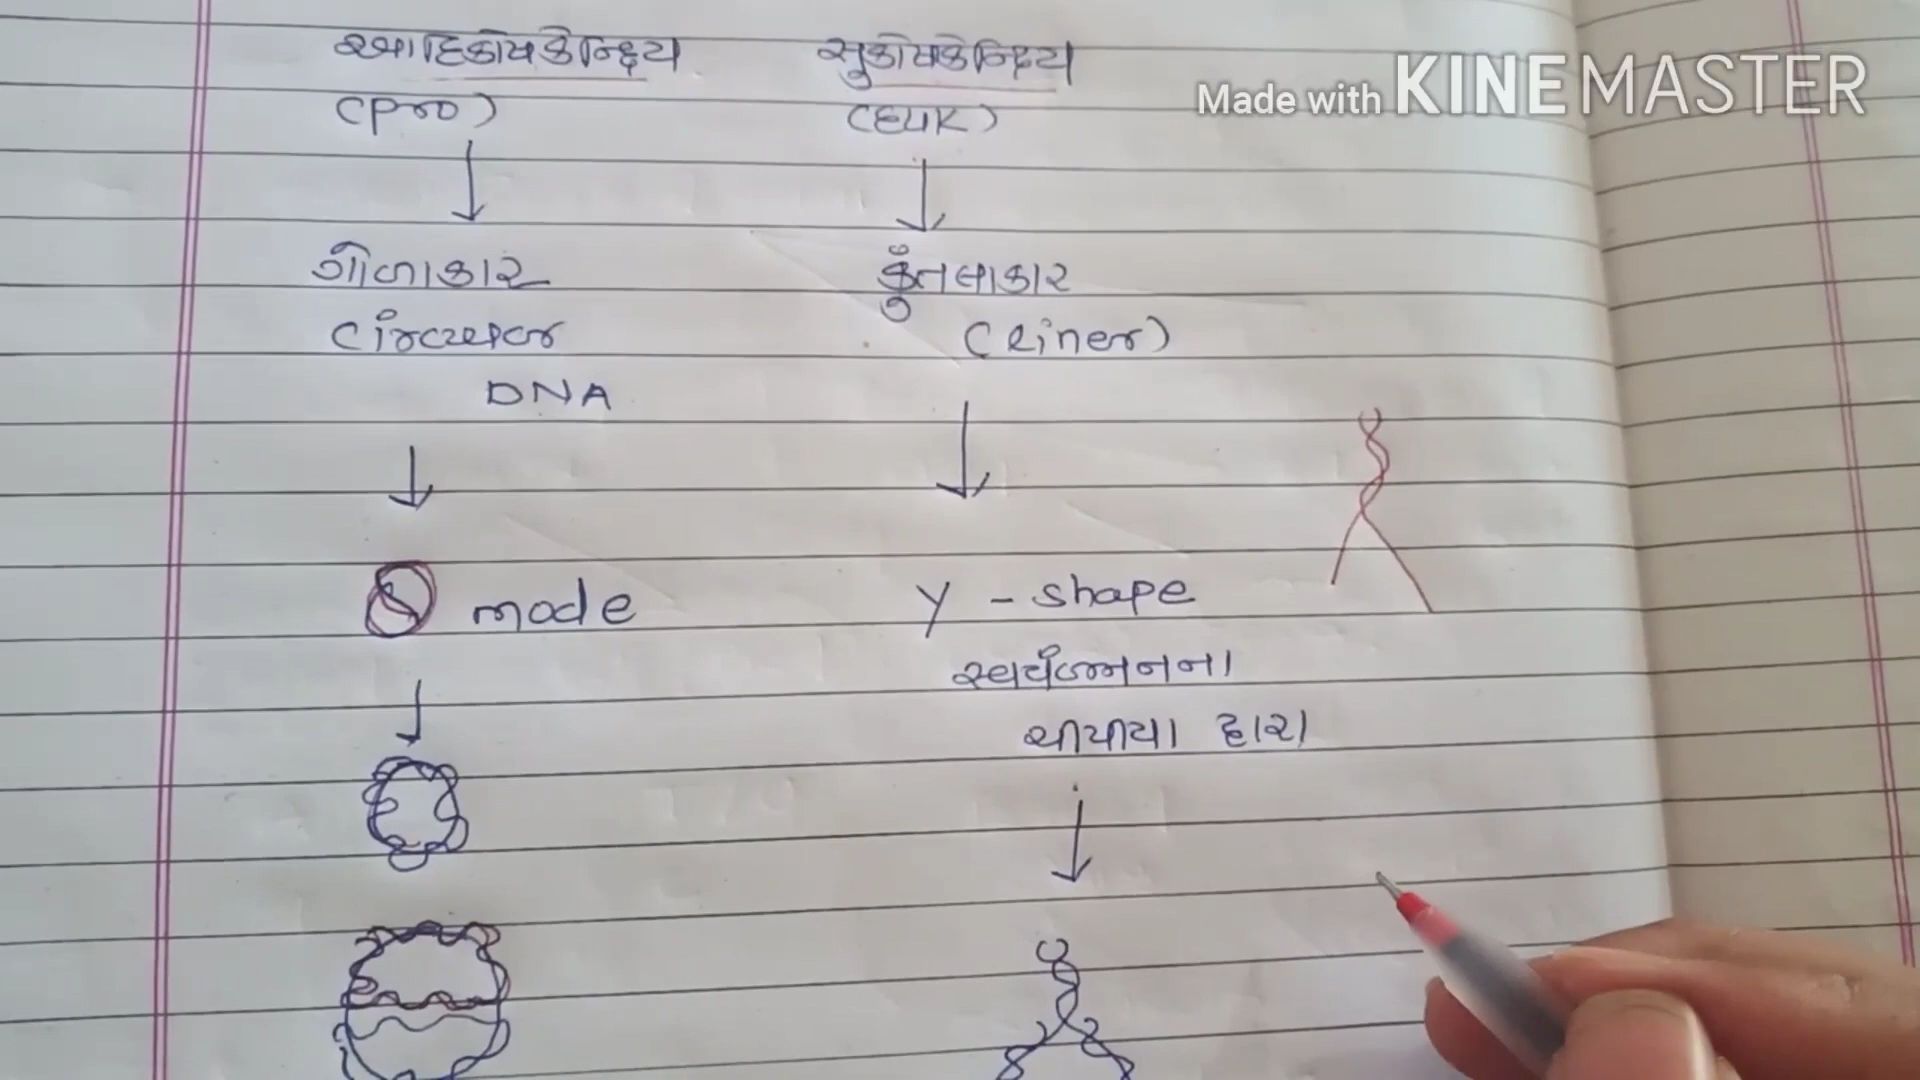 આદિકોષકેન્દ્રિય
(pro)
ગોળાકાર
Circular
DNA
mode
સુકોષકેન્દ્રિય
(EUK)
કુંતલાકાર
(liner)
Y - shape
સ્વયંજનનના
ચીપીયા દ્વારા
Made with KINEMASTER